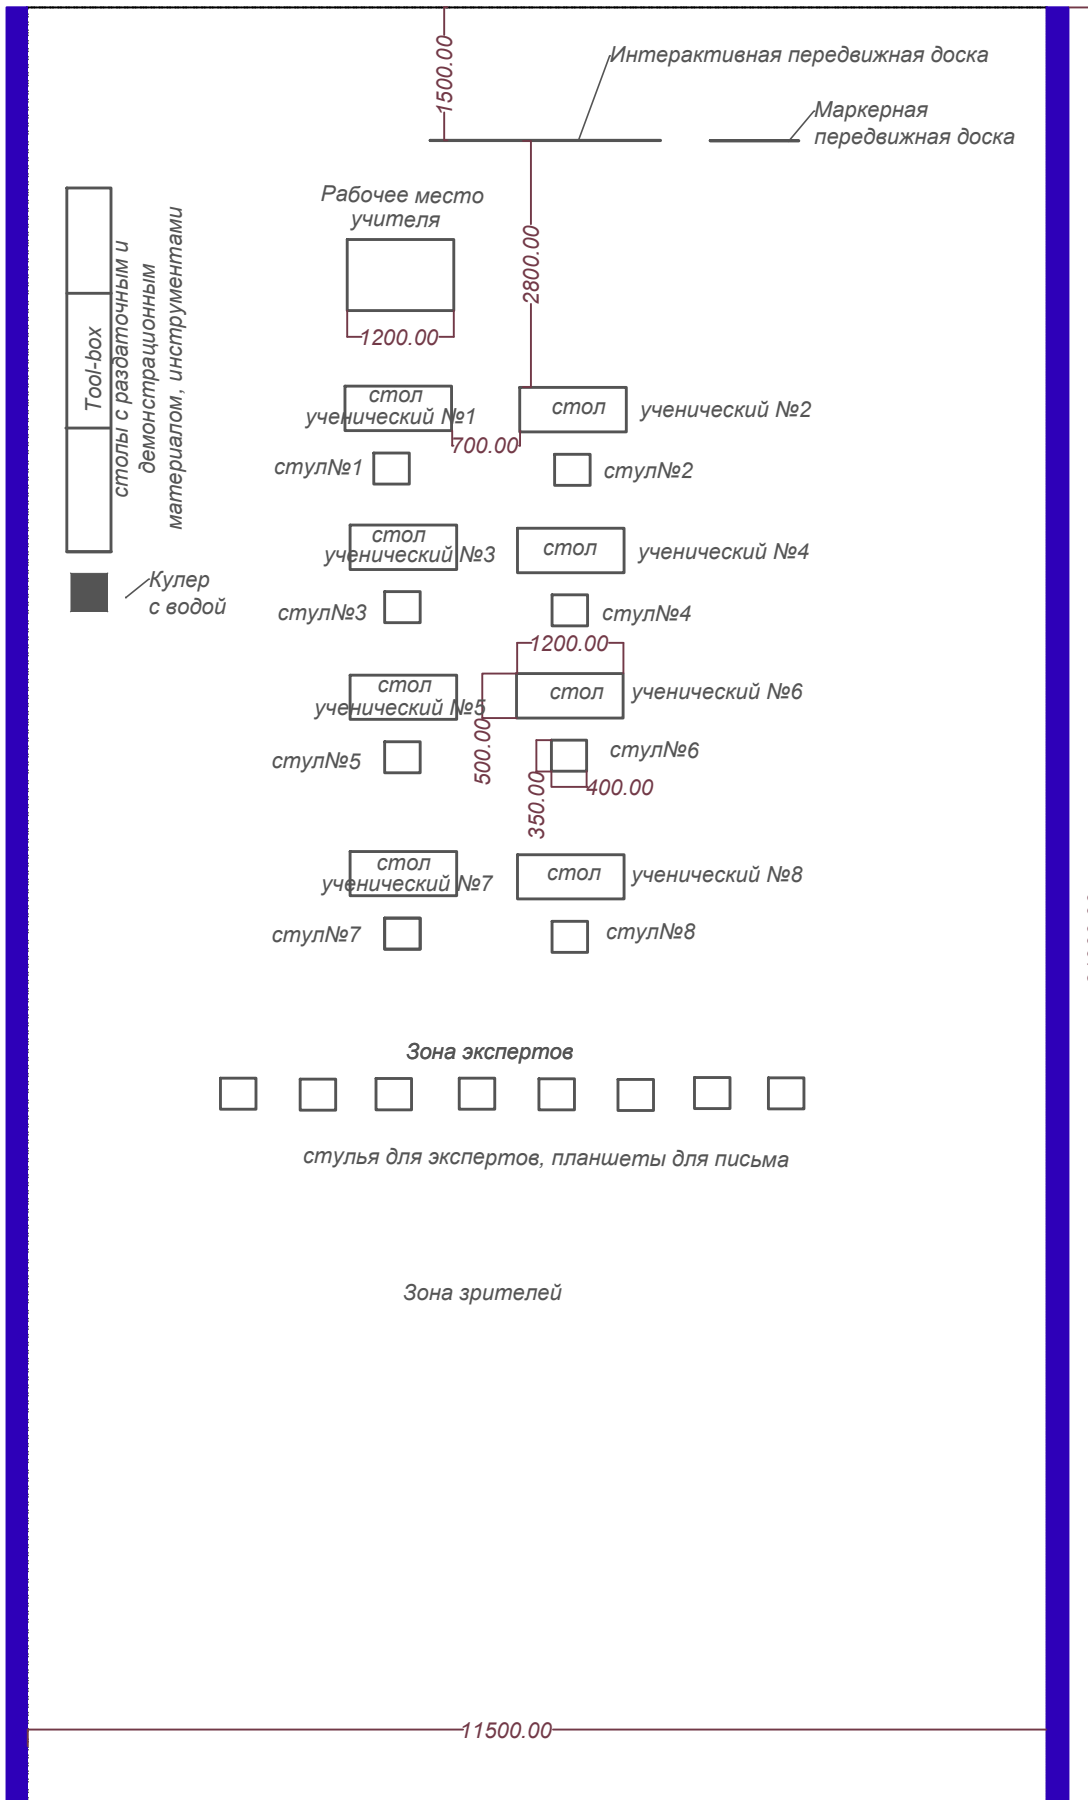 1500.00
Интерактивная передвижная доска
Маркерная
передвижная доска
Рабочее место
учителя
2800.00
1200.00
Tool-box
столы с раздаточным и
демонстрационным
материалом, инструментами
стол
ученический №1
стол
ученический №2
700.00
стул№1
стул№2
стол
ученический №3
стол
ученический №4
Кулер
с водой
стул№3
стул№4
1200.00
стол
ученический №5
стол
ученический №6
500.00
стул№5
стул№6
350.00
400.00
стол
ученический №7
стол
ученический №8
стул№7
стул№8
Зона экспертов
стулья для экспертов, планшеты для письма
Зона зрителей
11500.00